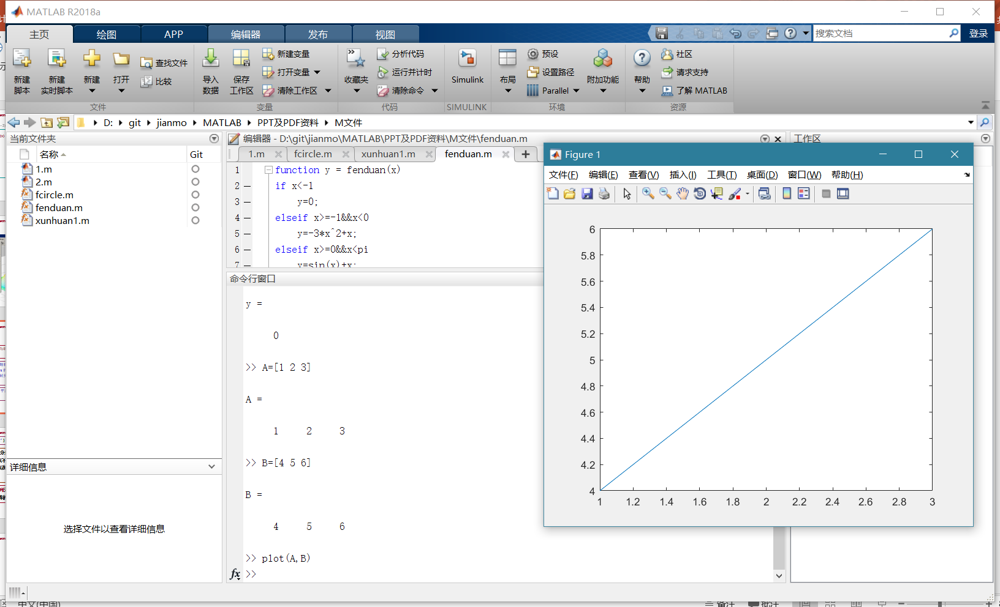 MATLAB R2018a
主页 绘图 APP 编辑器 发布 视图
搜索文档 登录
新建脚本 新建实时脚本 新建 打开 查找文件 比较
导入数据 保存工作区 新建变量 打开变量 清除工作区
收藏夹 分析代码 运行并计时 清除命令
Simulink
布局 预设 设置路径 Parallel 附加功能
帮助 社区 请求支持 了解 MATLAB
文件 变量 代码 SIMULINK 环境 资源
D: git jianmo MATLAB PPT及PDF资料 M文件
当前文件夹
名称 Git
1.m
2.m
fcircle.m
fenduan.m
xunhuan1.m
详细信息
选择文件以查看详细信息
编辑器 - D:\git\jianmo\MATLAB\PPT及PDF资料\M文件\fenduan.m
1.m fcircle.m xunhuan1.m fenduan.m +
1 function y = fenduan(x)
2 — if x<-1
3 — y=0;
4 — elseif x>=-1&&x<0
5 — y=-3*x^2+x;
6 — elseif x>=0&&x<pi
7 — y=sin(x)+x;
命令行窗口
y =
0
>> A=[1 2 3]
A =
1 2 3
>> B=[4 5 6]
B =
4 5 6
>> plot(A,B)
fx >>
工作区
Figure 1
文件(F) 编辑(E) 查看(V) 插入(I) 工具(T) 桌面(D) 窗口(W) 帮助(H)
6
5.8
5.6
5.4
5.2
5
4.8
4.6
4.4
4.2
4
1 1.2 1.4 1.6 1.8 2 2.2 2.4 2.6 2.8 3
中文(中国) 备注 批注